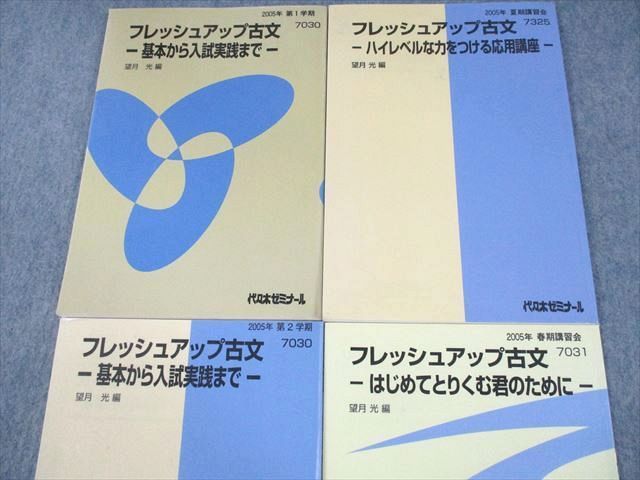 2005年 第1学期
フレッシュアップ古文 7030
－基本から入試実践まで－
望月 光 編
代々木ゼミナール
2005年 夏期講習会
フレッシュアップ古文 7325
－ハイレベルな力をつける応用講座－
望月 光 編
代々木ゼミナール
2005年 第2学期
フレッシュアップ古文 7030
－基本から入試実践まで－
望月 光 編
2005年 春期講習会
フレッシュアップ古文 7031
－はじめてとりくむ君のために－
望月 光 編